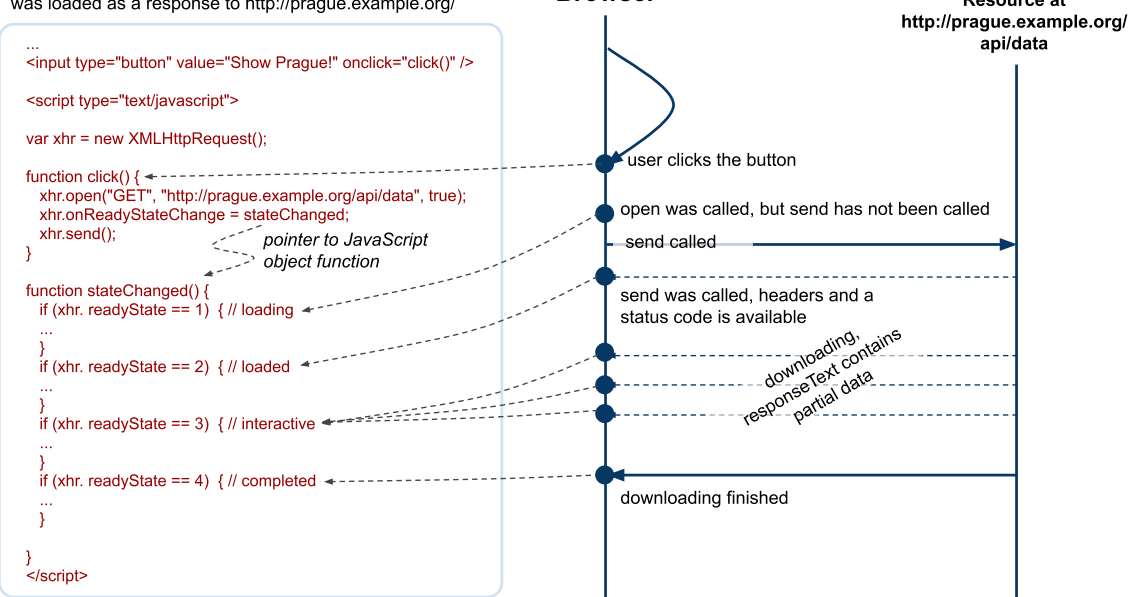 was loaded as a response to http://prague.example.org/
Browser
Resource at
http://prague.example.org/
api/data
...
<input type="button" value="Show Prague!" onclick="click()" />
<script type="text/javascript">
var xhr = new XMLHttpRequest();
function click() {
xhr.open("GET", "http://prague.example.org/api/data", true);
xhr.onReadyStateChange = stateChanged;
xhr.send();
}
pointer to JavaScript
object function
function stateChanged() {
if (xhr. readyState == 1)  { // loading
...
}
if (xhr. readyState == 2)  { // loaded
...
}
if (xhr. readyState == 3)  { // interactive
...
}
if (xhr. readyState == 4)  { // completed
...
}
}
</script>
user clicks the button
open was called, but send has not been called
send called
send was called, headers and a
status code is available
downloading,
responseText contains
partial data
downloading finished